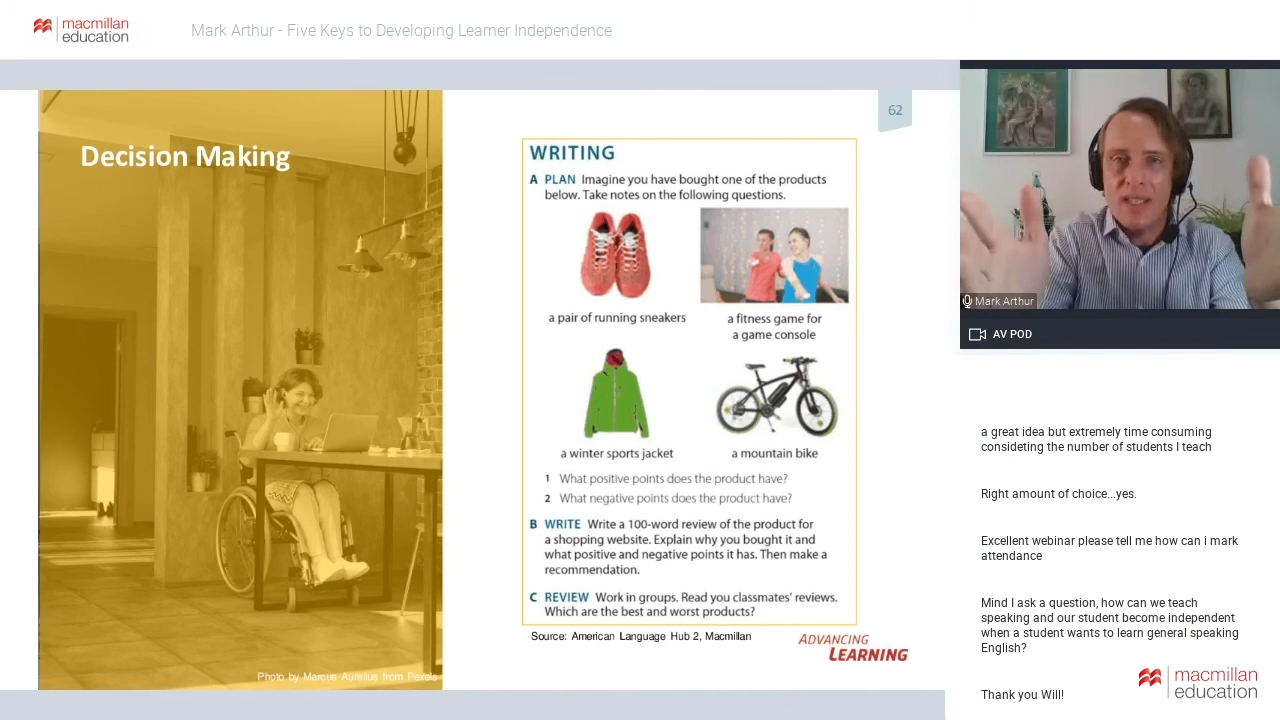 macmillan
education
Mark Arthur - Five Keys to Developing Learner Independence
Decision Making
Photo by Marcus Aurelius from Pexels
62
WRITING
A PLAN Imagine you have bought one of the products
below. Take notes on the following questions.
a pair of running sneakers
a fitness game for
a game console
a winter sports jacket
a mountain bike
1 What positive points does the product have?
2 What negative points does the product have?
B WRITE Write a 100-word review of the product for
a shopping website. Explain why you bought it and
what positive and negative points it has. Then make a
recommendation.
C REVIEW Work in groups. Read you classmates' reviews.
Which are the best and worst products?
Source: American Language Hub 2, Macmillan
ADVANCING
LEARNING
Mark Arthur
AV POD
a great idea but extremely time consuming
consideting the number of students I teach
Right amount of choice...yes.
Excellent webinar please tell me how can i mark
attendance
Mind I ask a question, how can we teach
speaking and our student become independent
when a student wants to learn general speaking
English?
Thank you Will!
macmillan
education